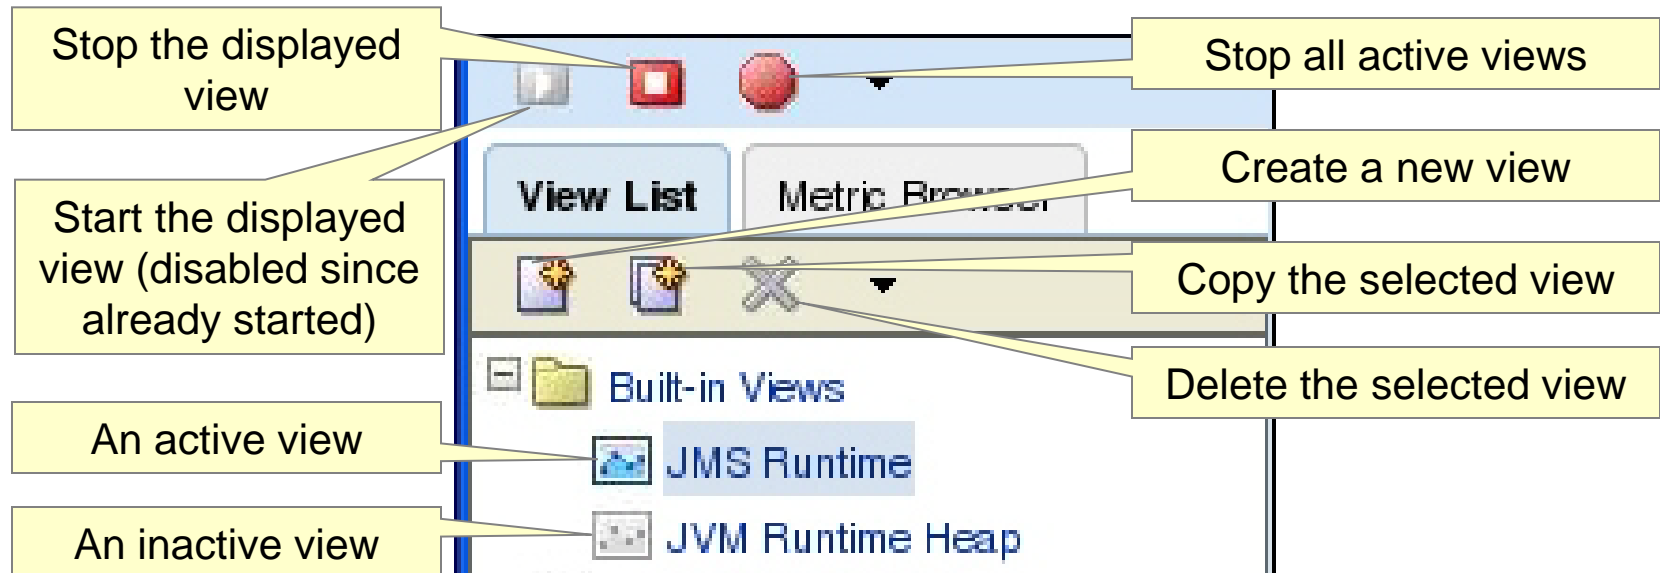 Stop the displayed
view
Stop all active views
Create a new view
View List
Metric Browser
Start the displayed
view (disabled since
already started)
Copy the selected view
Delete the selected view
Built-in Views
An active view
JMS Runtime
An inactive view
JVM Runtime Heap